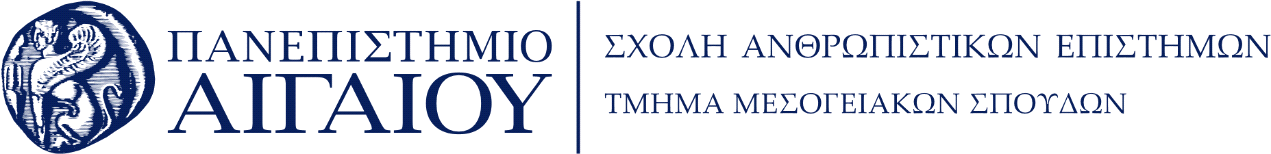 ΠΑΝΕΠΙΣΤΗΜΙΟ
ΑΙΓΑΙΟΥ
ΣΧΟΛΗ ΑΝΘΡΩΠΙΣΤΙΚΩΝ ΕΠΙΣΤΗΜΩΝ
ΤΜΗΜΑ ΜΕΣΟΓΕΙΑΚΩΝ ΣΠΟΥΔΩΝ